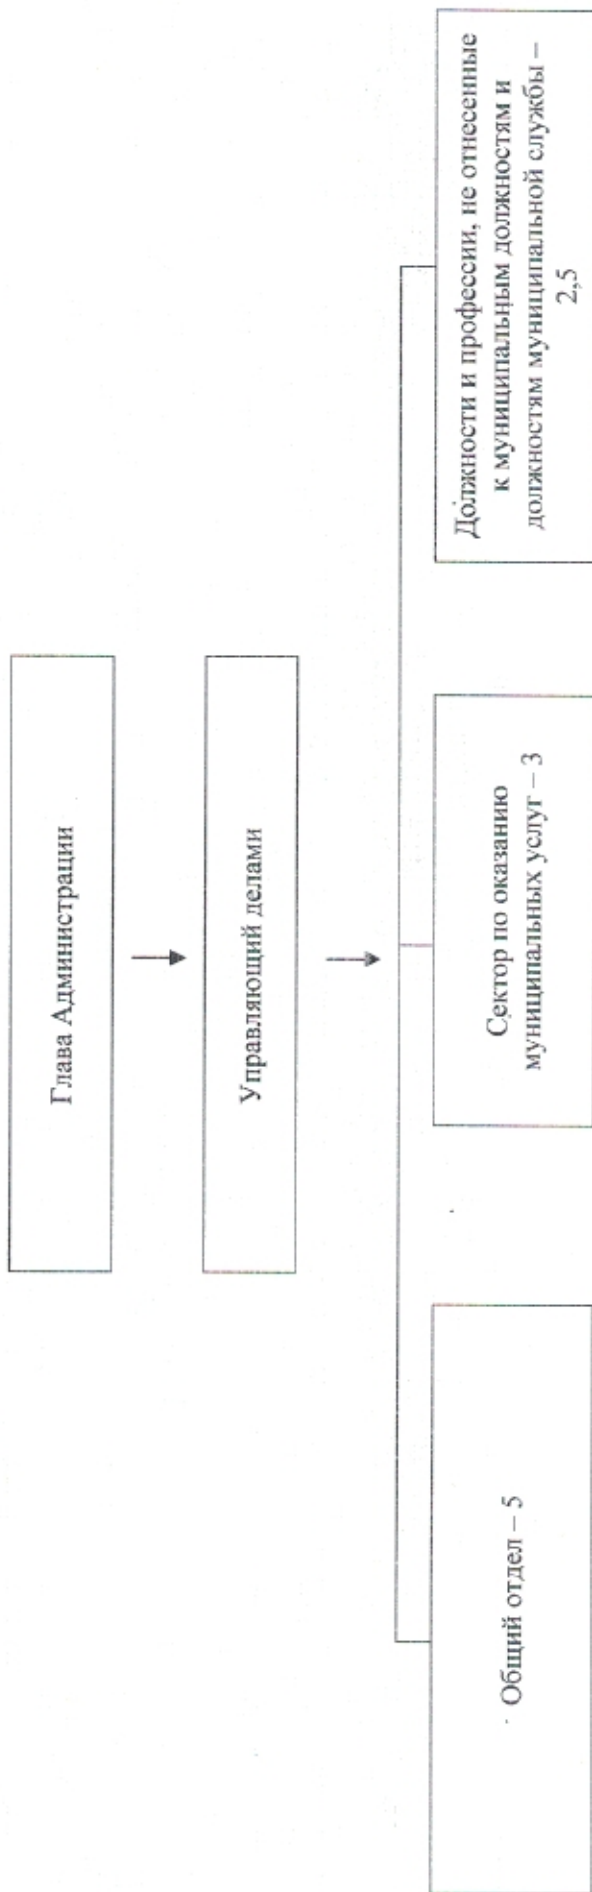 Глава Администрации
Управляющий делами
Общий отдел – 5
Сектор по оказанию
муниципальных услуг – 3
Должности и профессии, не отнесенные
к муниципальным должностям и
должностям муниципальной службы –
2,5